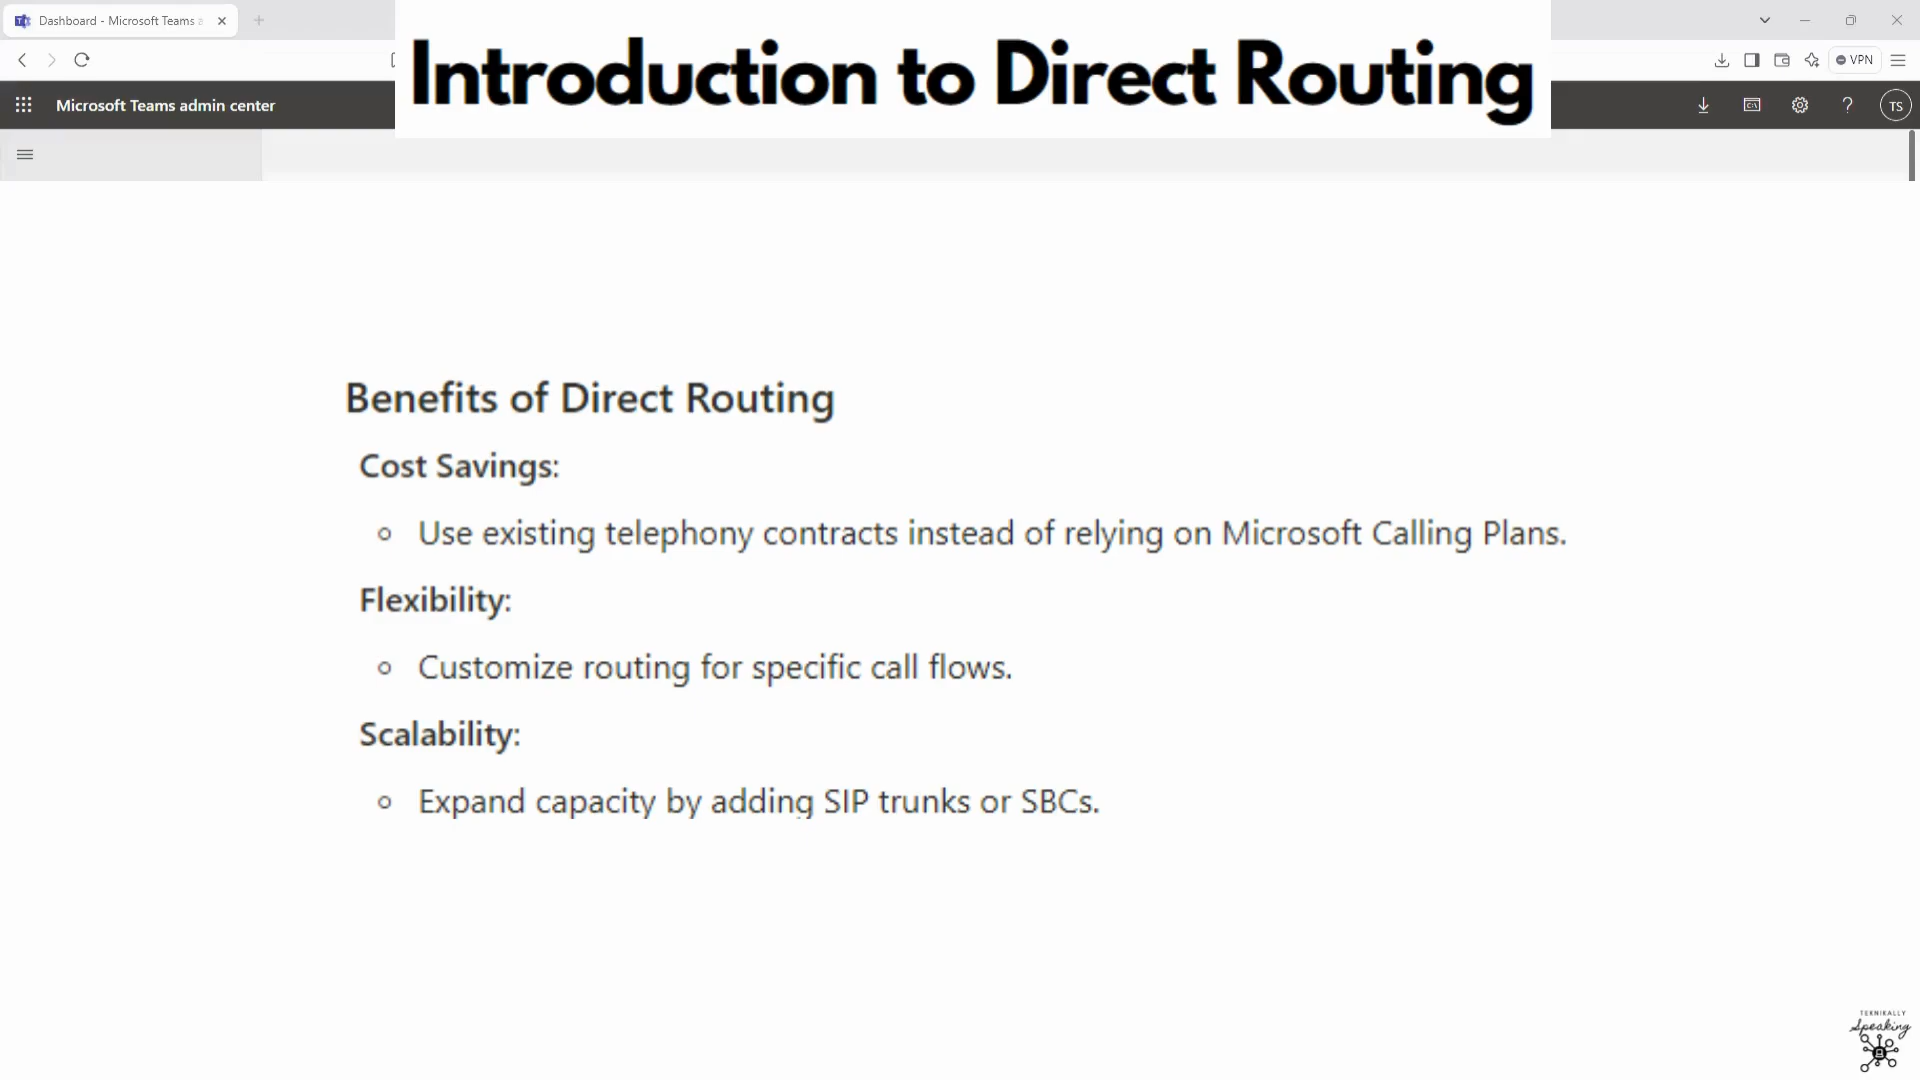 Dashboard - Microsoft Teams a
Introduction to Direct Routing
VPN
Microsoft Teams admin center
TS
Benefits of Direct Routing
Cost Savings:
Use existing telephony contracts instead of relying on Microsoft Calling Plans.
Flexibility:
Customize routing for specific call flows.
Scalability:
Expand capacity by adding SIP trunks or SBCs.
TEKNIKALLY
Speaking